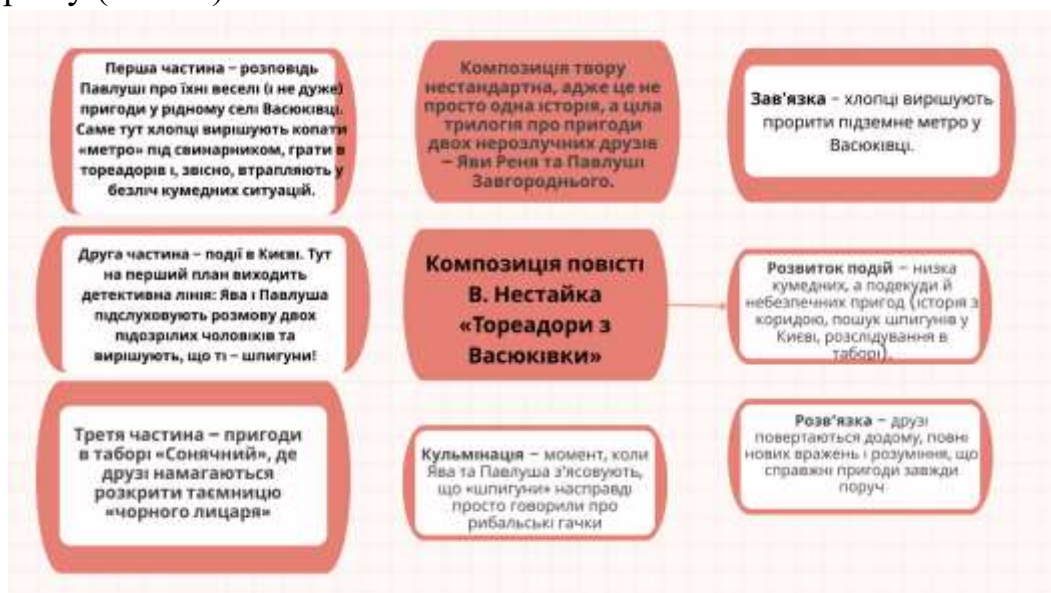 Перша частина – розповідь
Павлуші про їхні веселі (і не дуже)
пригоди у рідному селі Васюківці.
Саме тут хлопці вирішують копати
«метро» під свинарником, грати в
тореадорів і, звісно, втрапляють у
безліч кумедних ситуацій.
Композиція твору
нестандартна, адже це не
просто одна історія, а ціла
трилогія про пригоди
двох нерозлучних друзів
– Яви Реня та Павлуші
Завгороднього.
Зав'язка – хлопці вирішують
прорити підземне метро у
Васюківці.
Друга частина – події в Києві. Тут
на перший план виходить
детективна лінія: Ява і Павлуша
підслуховують розмову двох
підозрілих чоловіків та
вирішують, що ті – шпигуни!
Композиція повісті
В. Нестайка
«Тореадори з
Васюківки»
Розвиток подій – низка
кумедних, а подекуди й
небезпечних пригод (історія з
коридою, пошук шпигунів у
Києві, розслідування в
таборі).
Третя частина – пригоди
в таборі «Сонячний», де
друзі намагаються
розкрити таємницю
«чорного лицаря»
Кульмінація – момент, коли
Ява та Павлуша з'ясовують,
що «шпигуни» насправді
просто говорили про
рибальські гачки
Розв'язка – друзі
повертаються додому, повні
нових вражень і розуміння, що
справжні пригоди завжди
поруч